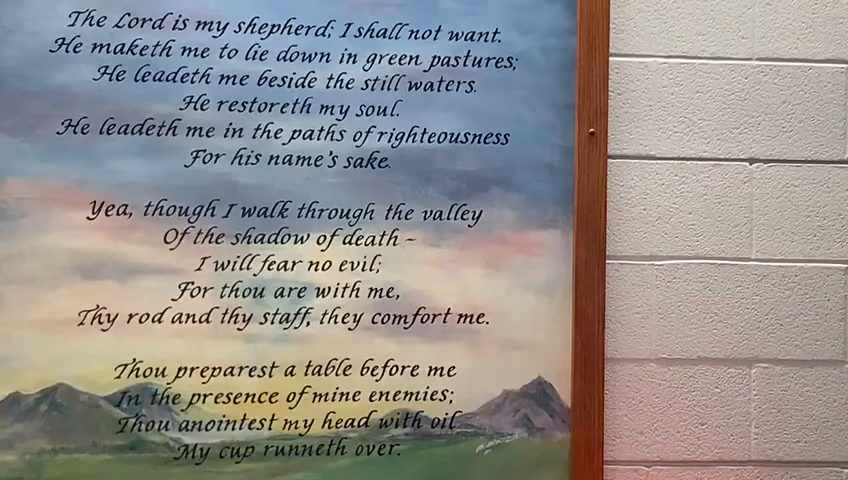 The Lord is my shepherd; I shall not want.
He maketh me to lie down in green pastures;
He leadeth me beside the still waters.
He restoreth my soul.
He leadeth me in the paths of righteousness
For his name's sake.
Yea, though I walk through the valley
Of the shadow of death –
I will fear no evil;
For thou are with me,
Thy rod and thy staff, they comfort me.
Thou preparest a table before me
In the presence of mine enemies;
Thou anointest my head with oil
My cup runneth over.